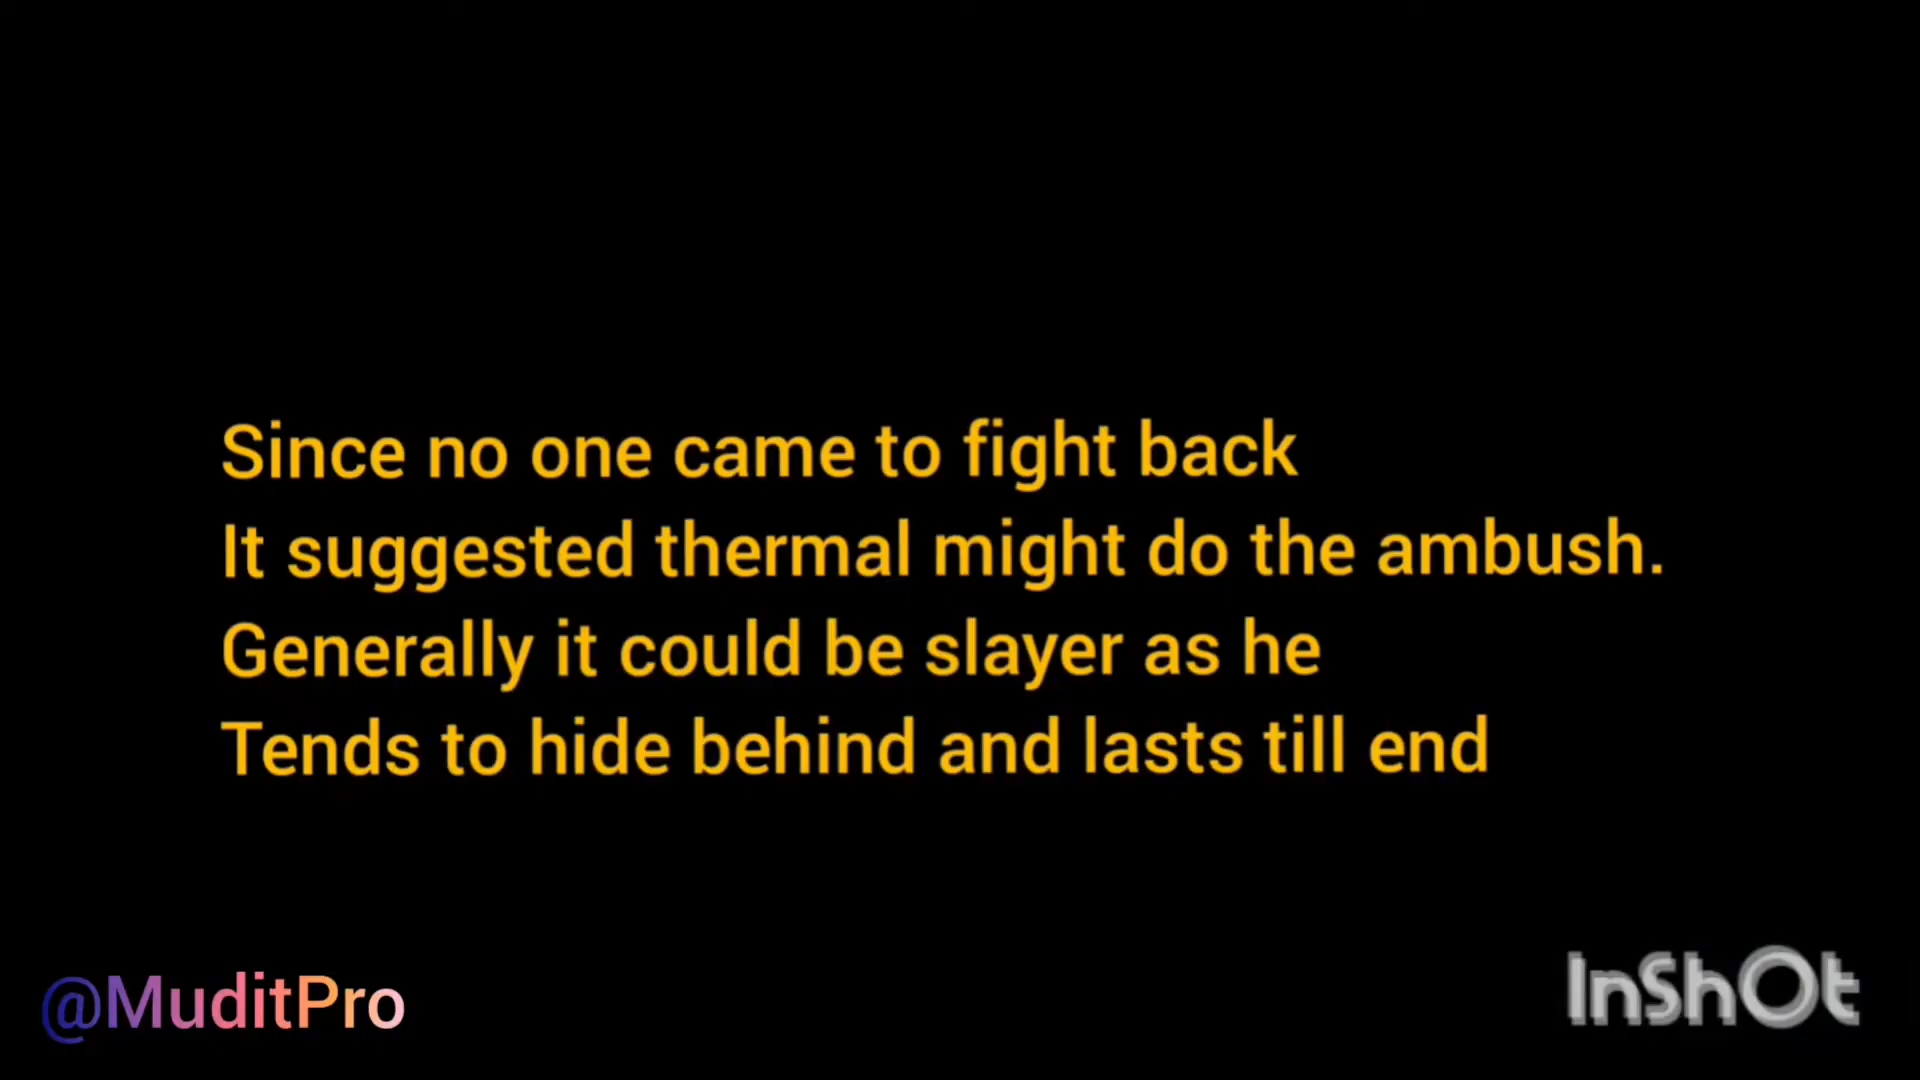 Since no one came to fight back
It suggested thermal might do the ambush.
Generally it could be slayer as he
Tends to hide behind and lasts till end
@MuditPro
InShOt